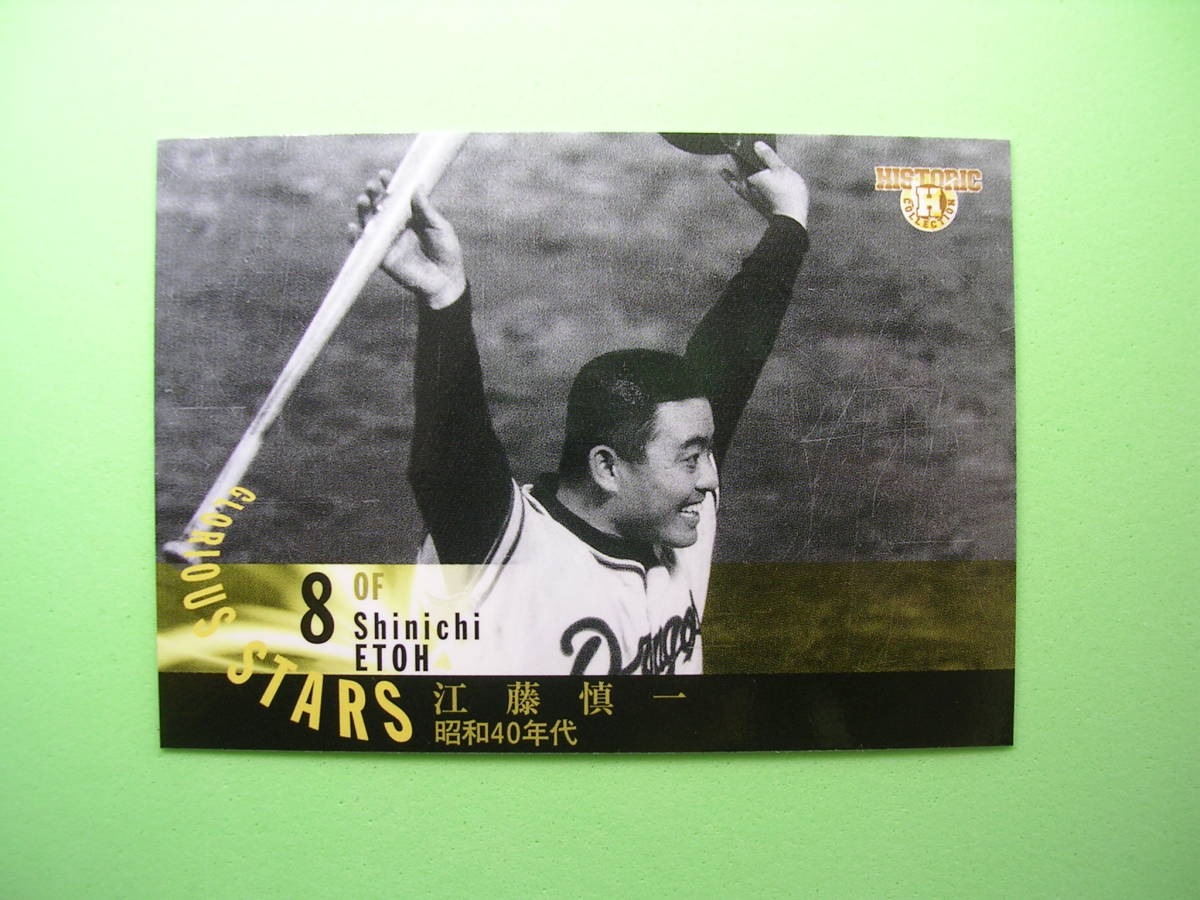 HISTORIC
H
COLLECTION
GLORIOUS STARS
8
OF
Shinichi
ETOH
Dragons
江藤慎一
昭和40年代